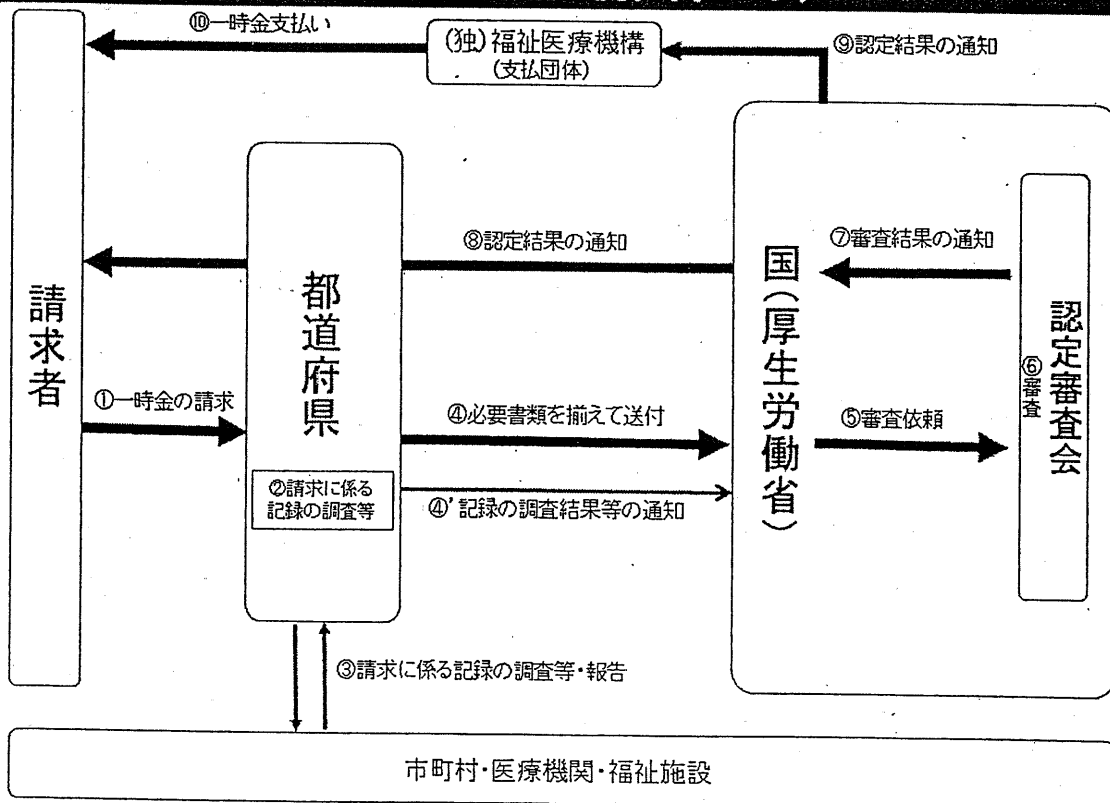 ⑩一時金支払い
(独)福祉医療機構
(支払団体)
⑨認定結果の通知
請求者
⑧認定結果の通知
都道府県
①一時金の請求
②請求に係る
記録の調査等
④必要書類を揃えて送付
④'記録の調査結果等の通知
国(厚生労働省)
⑦審査結果の通知
⑤審査依頼
認定審査会
⑥審査
③請求に係る記録の調査等・報告
市町村・医療機関・福祉施設